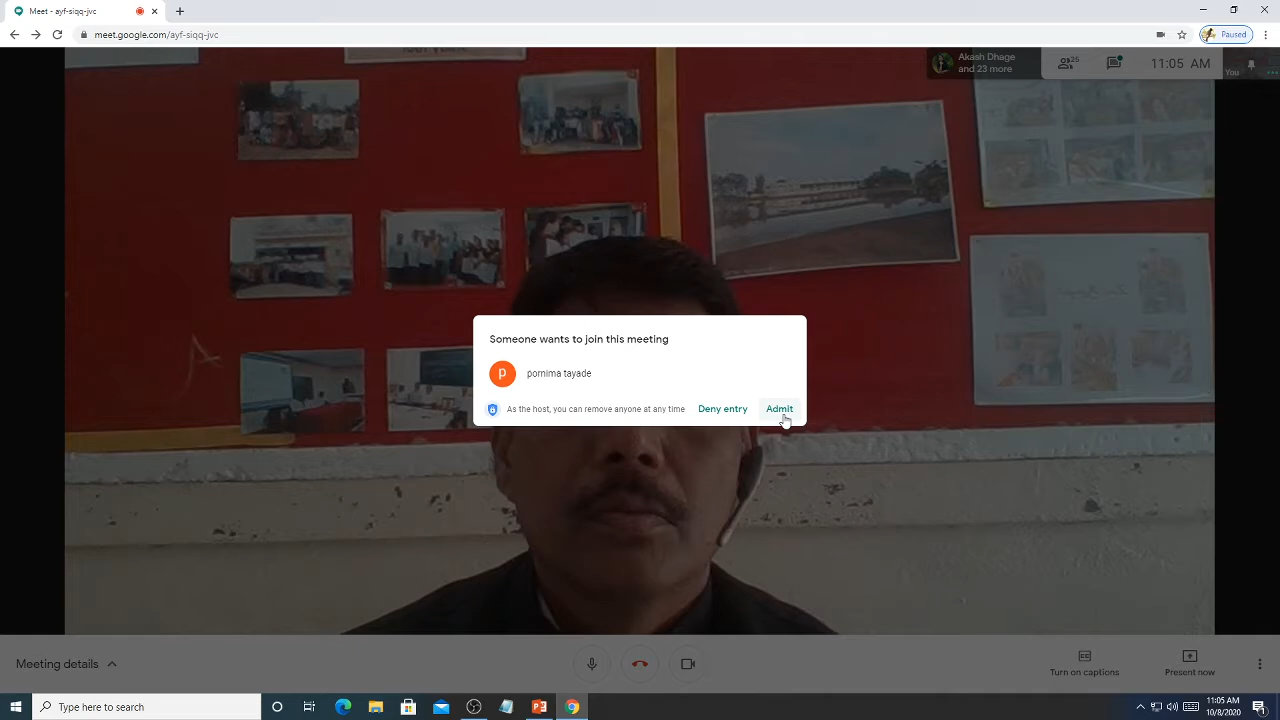 Meet - ayf-siqq-jvc
meet.google.com/ayf-siqq-jvc
Paused
Akash Dhage
and 23 more
25
11:05 AM
You
Someone wants to join this meeting
p
pornima tayade
As the host, you can remove anyone at any time
Deny entry
Admit
Meeting details
Turn on captions
Present now
Type here to search
11:05 AM
10/8/2020